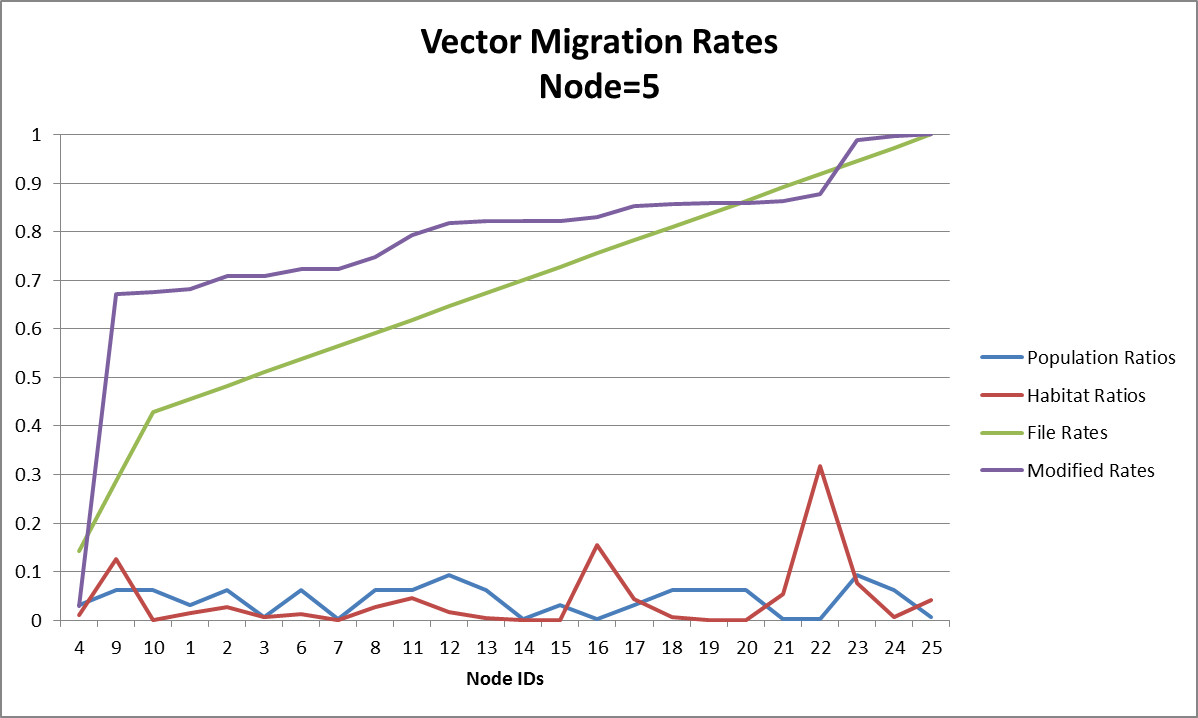 Vector Migration Rates
Node=5
1
0.9
0.8
0.7
0.6
0.5
0.4
0.3
0.2
0.1
0
4 9 10 1 2 3 6 7 8 11 12 13 14 15 16 17 18 19 20 21 22 23 24 25
Node IDs
Population Ratios
Habitat Ratios
File Rates
Modified Rates